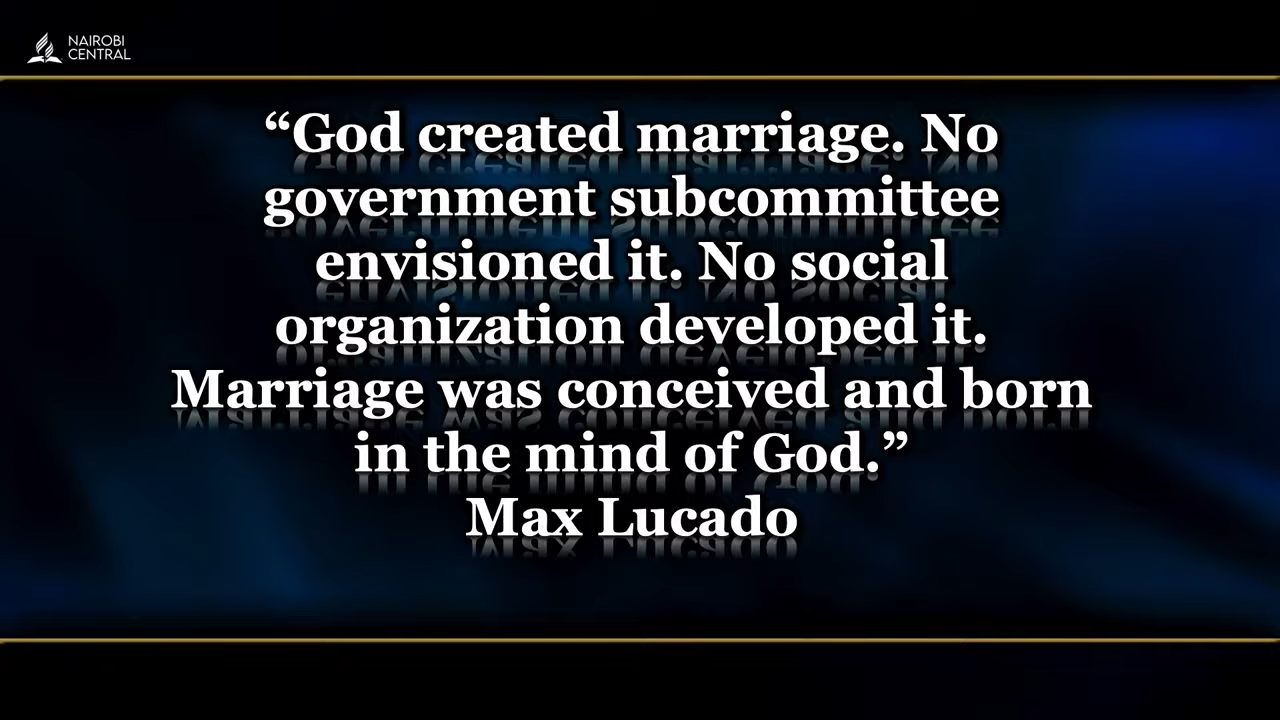 NAIROBI
CENTRAL
“God created marriage. No
government subcommittee
envisioned it. No social
organization developed it.
Marriage was conceived and born
in the mind of God.”
Max Lucado